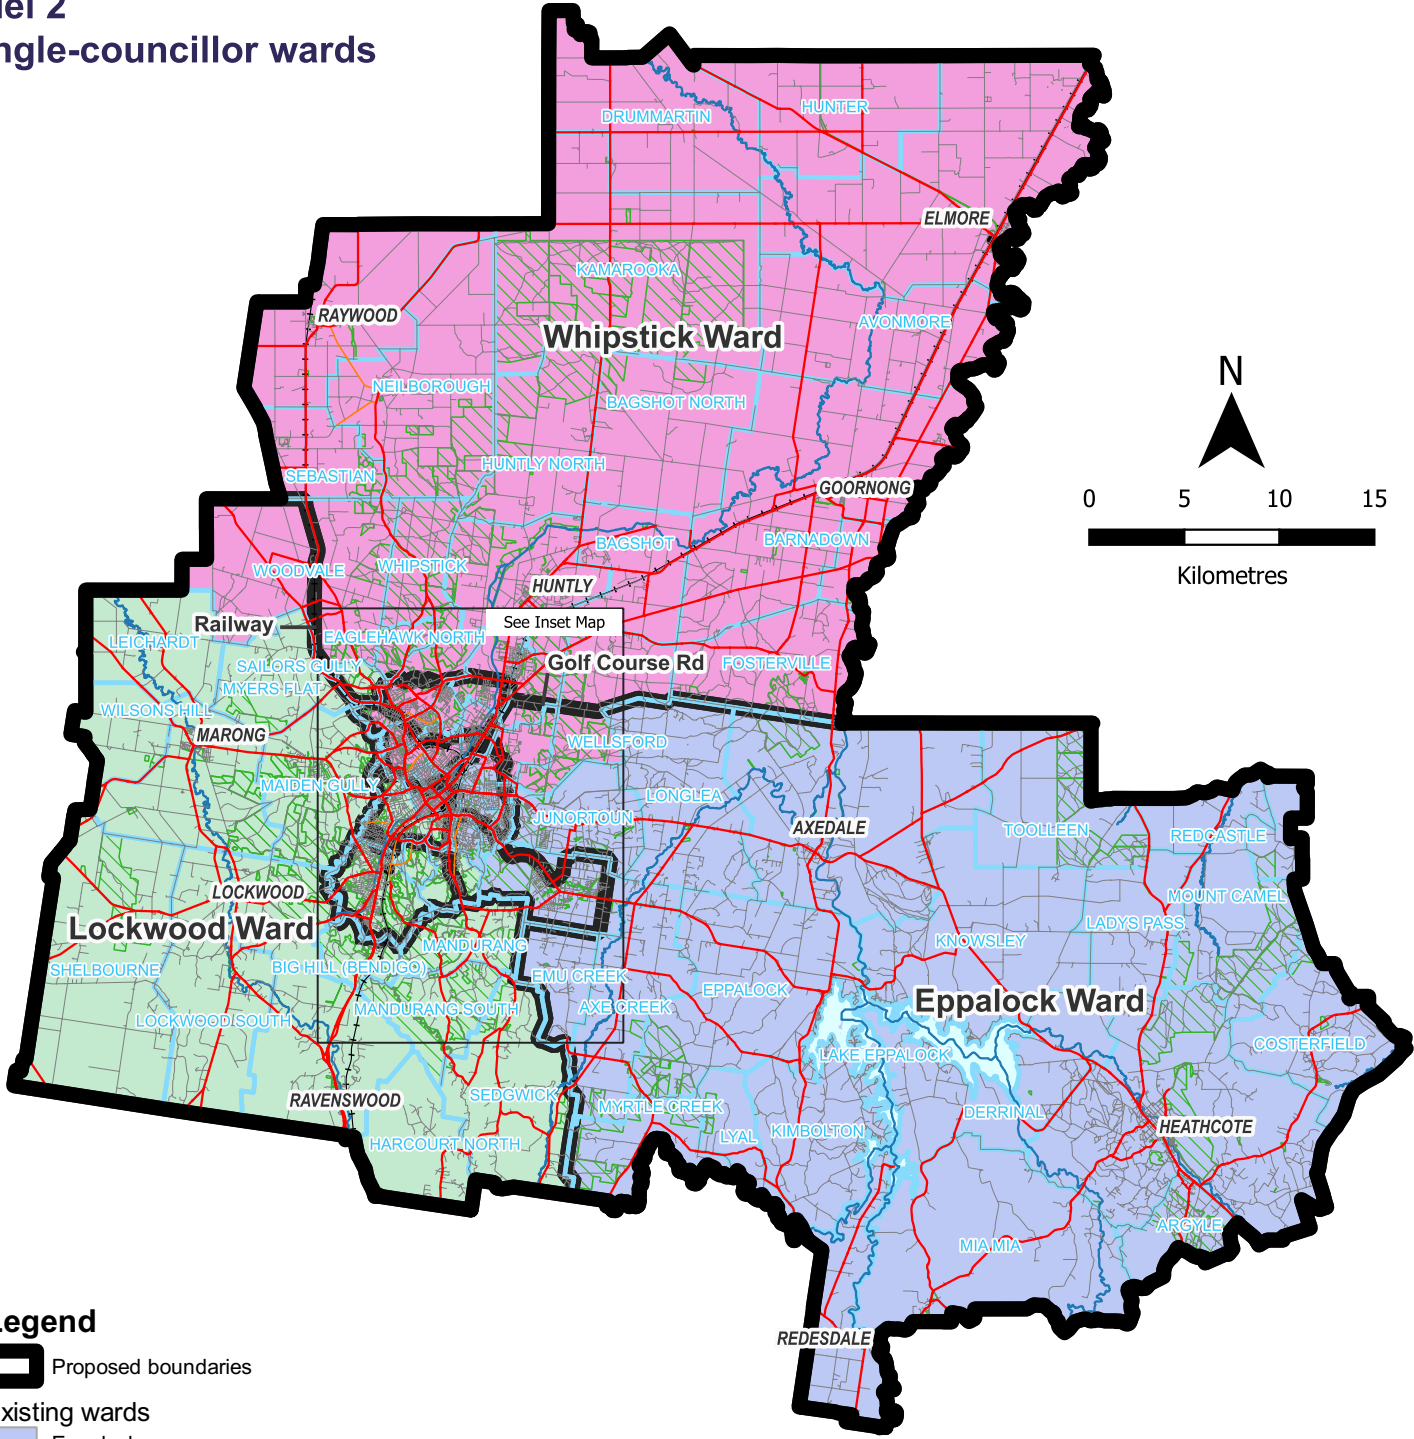 ngle-councillor wards
DRUMMARTIN
HUNTER
ELMORE
KAMAROOKA
RAYWOOD
Whipstick Ward
AVONMORE
NEILBOROUGH
BAGSHOT NORTH
N
SEBASTIAN
HUNTLY NORTH
GOORNONG
0 5 10 15
Kilometres
BAGSHOT
BARNADOWN
WOODVALE
WHIPSTICK
HUNTLY
Railway
See Inset Map
LEICHARDT
EAGLEHAWK NORTH
SAILORS GULLY
Golf Course Rd
FOSTERVILLE
MYERS FLAT
WILSONS HILL
MARONG
WELLSFORD
MAIDEN GULLY
LONGLEA
JUNORTOUN
AXEDALE
TOOLLEEN
REDCASTLE
LOCKWOOD
MOUNT CAMEL
Lockwood Ward
LADYS PASS
MANDURANG
KNOWSLEY
SHELBOURNE
BIG HILL (BENDIGO)
EMU CREEK
EPPALOCK
Eppalock Ward
MANDURANG SOUTH
AXE CREEK
LOCKWOOD SOUTH
LAKE EPPALOCK
COSTERFIELD
RAVENSWOOD
SEDGWICK
MYRTLE CREEK
DERRINAL
HARCOURT NORTH
LYAL
KIMBOLTON
HEATHCOTE
ARGYLE
MIA MIA
REDESDALE
Legend
Proposed boundaries
xisting wards